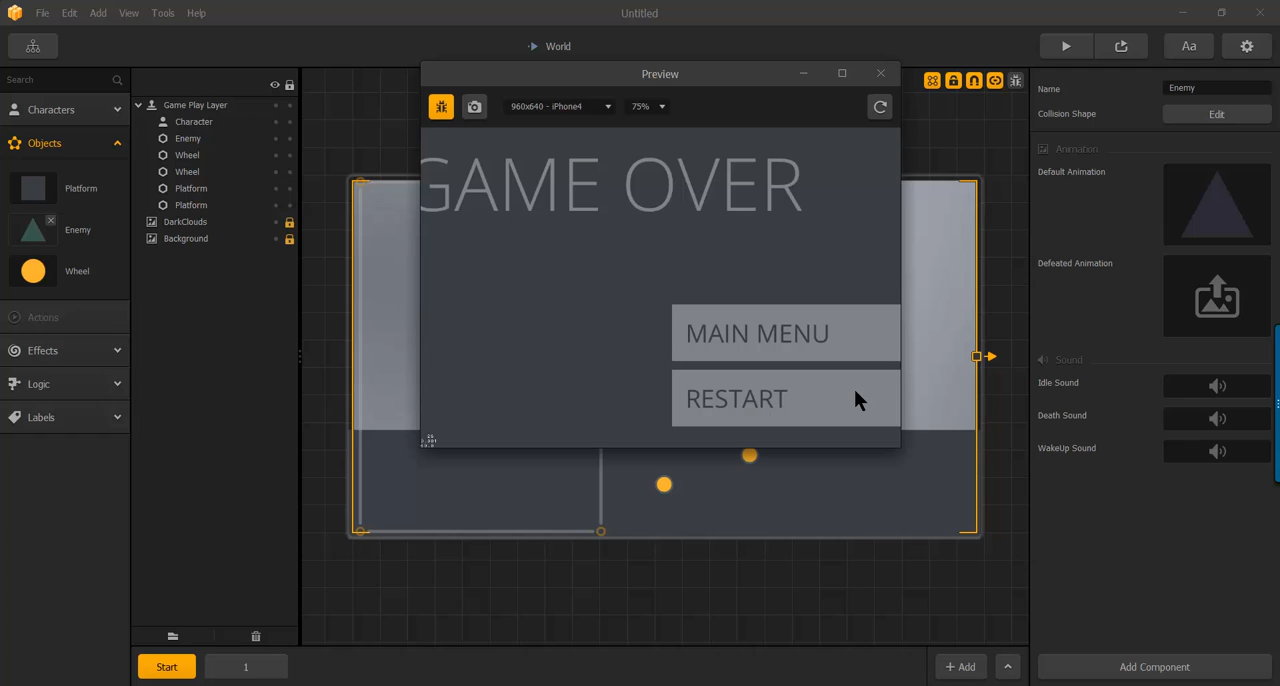 File Edit Add View Tools Help
Untitled
World
Aa
Search
Characters
Objects
Platform
Enemy
Wheel
Actions
Effects
Logic
Labels
Game Play Layer
Character
Enemy
Wheel
Wheel
Platform
Platform
DarkClouds
Background
Preview
960x640 - iPhone4
75%
GAME OVER
MAIN MENU
RESTART
Name
Enemy
Collision Shape
Edit
Animation
Default Animation
Defeated Animation
Sound
Idle Sound
Death Sound
WakeUp Sound
Start
1
+ Add
Add Component